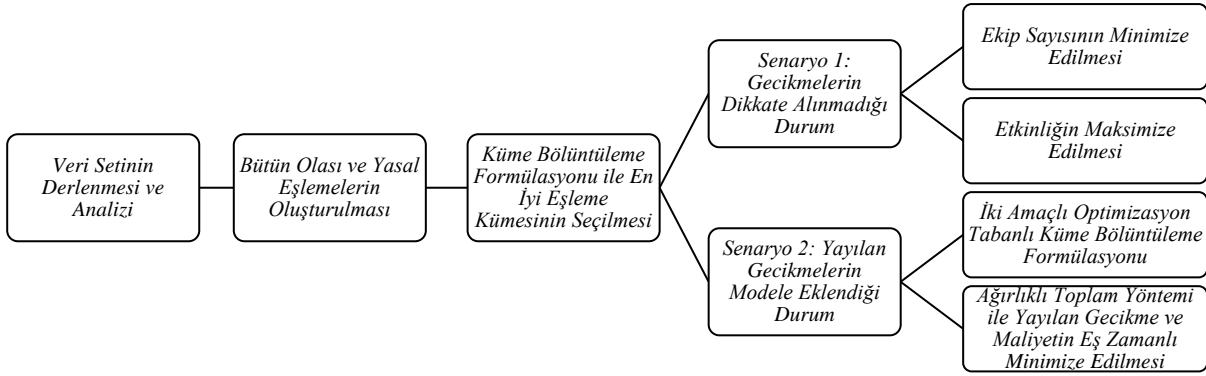 Veri Setinin
Derlenmesi ve
Analizi
Bütün Olası ve Yasal
Eşlemelerin
Oluşturulması
Küme Bölüntüleme
Formülasyonu ile En
İyi Eşleme
Kümesinin Seçilmesi
Senaryo 1:
Gecikmelerin
Dikkate Alınmadığı
Durum
Ekip Sayısının Minimize
Edilmesi
Etkinliğin Maksimize
Edilmesi
Senaryo 2: Yayılan
Gecikmelerin
Modele Eklendiği
Durum
İki Amaçlı Optimizasyon
Tabanlı Küme Bölüntüleme
Formülasyonu
Ağırlıklı Toplam Yöntemi
ile Yayılan Gecikme ve
Maliyetin Eş Zamanlı
Minimize Edilmesi